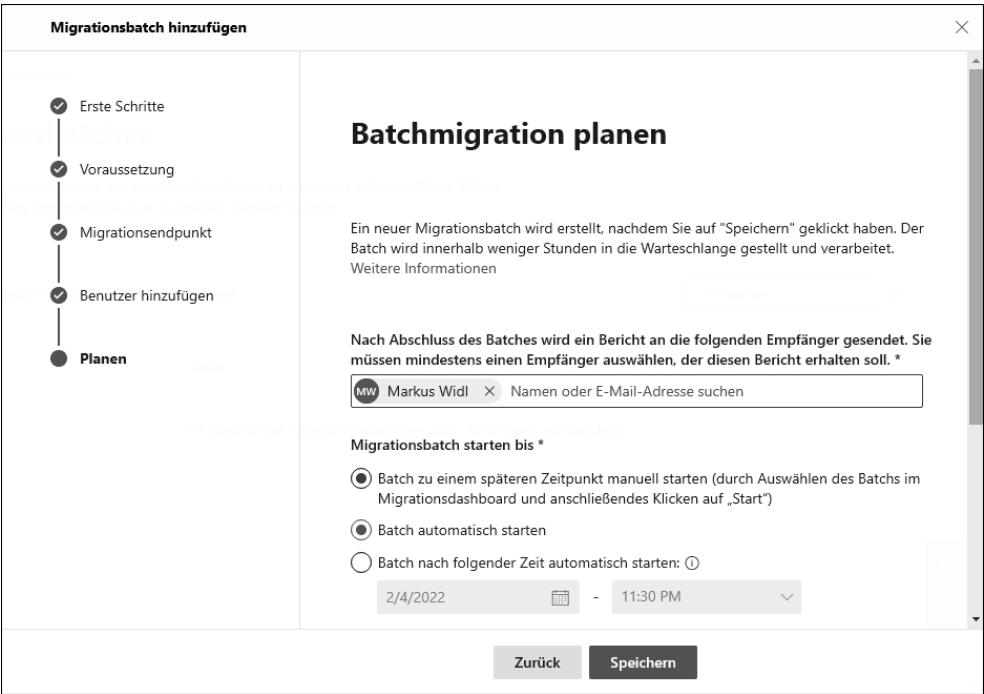 Migrationsbatch hinzufügen
Erste Schritte
Voraussetzung
Migrationsendpunkt
Benutzer hinzufügen
Planen
Batchmigration planen
Ein neuer Migrationsbatch wird erstellt, nachdem Sie auf "Speichern" geklickt haben. Der
Batch wird innerhalb weniger Stunden in die Warteschlange gestellt und verarbeitet.
Weitere Informationen
Nach Abschluss des Batches wird ein Bericht an die folgenden Empfänger gesendet. Sie
müssen mindestens einen Empfänger auswählen, der diesen Bericht erhalten soll. *
MW Markus Widl Namen oder E-Mail-Adresse suchen
Migrationsbatch starten bis *
Batch zu einem späteren Zeitpunkt manuell starten (durch Auswählen des Batchs im
Migrationsdashboard und anschließendes Klicken auf „Start“)
Batch automatisch starten
Batch nach folgender Zeit automatisch starten:
2/4/2022 - 11:30 PM
Zurück Speichern